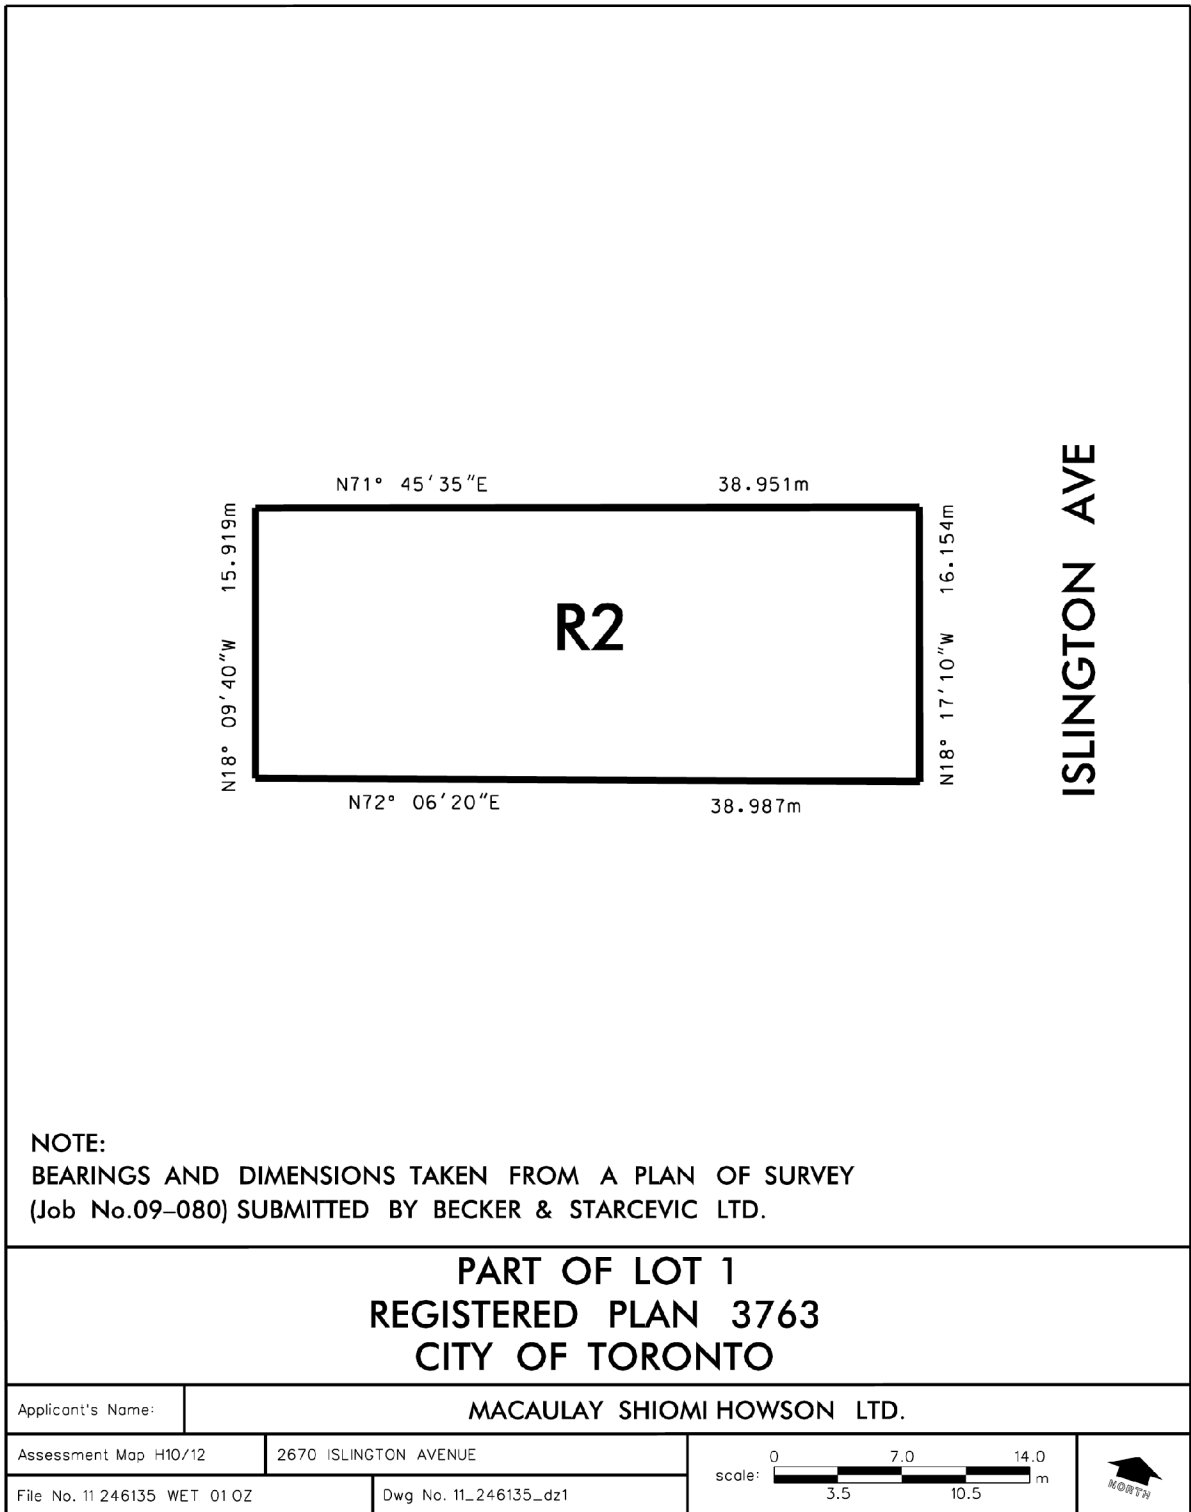 N71° 45'35"E 38.951m
N18° 09'40"W 15.919m
R2
N18° 17'10"W 16.154m
ISLINGTON AVE
N72° 06'20"E 38.987m
NOTE:
BEARINGS AND DIMENSIONS TAKEN FROM A PLAN OF SURVEY
(Job No.09–080) SUBMITTED BY BECKER & STARCEVIC LTD.
PART OF LOT 1
REGISTERED PLAN 3763
CITY OF TORONTO
Applicant's Name: MACAULAY SHIOMI HOWSON LTD.
Assessment Map H10/12 2670 ISLINGTON AVENUE
File No. 11 246135 WET 01 OZ Dwg No. 11_246135_dz1
0 7.0 14.0
scale: m
3.5 10.5
NORTH